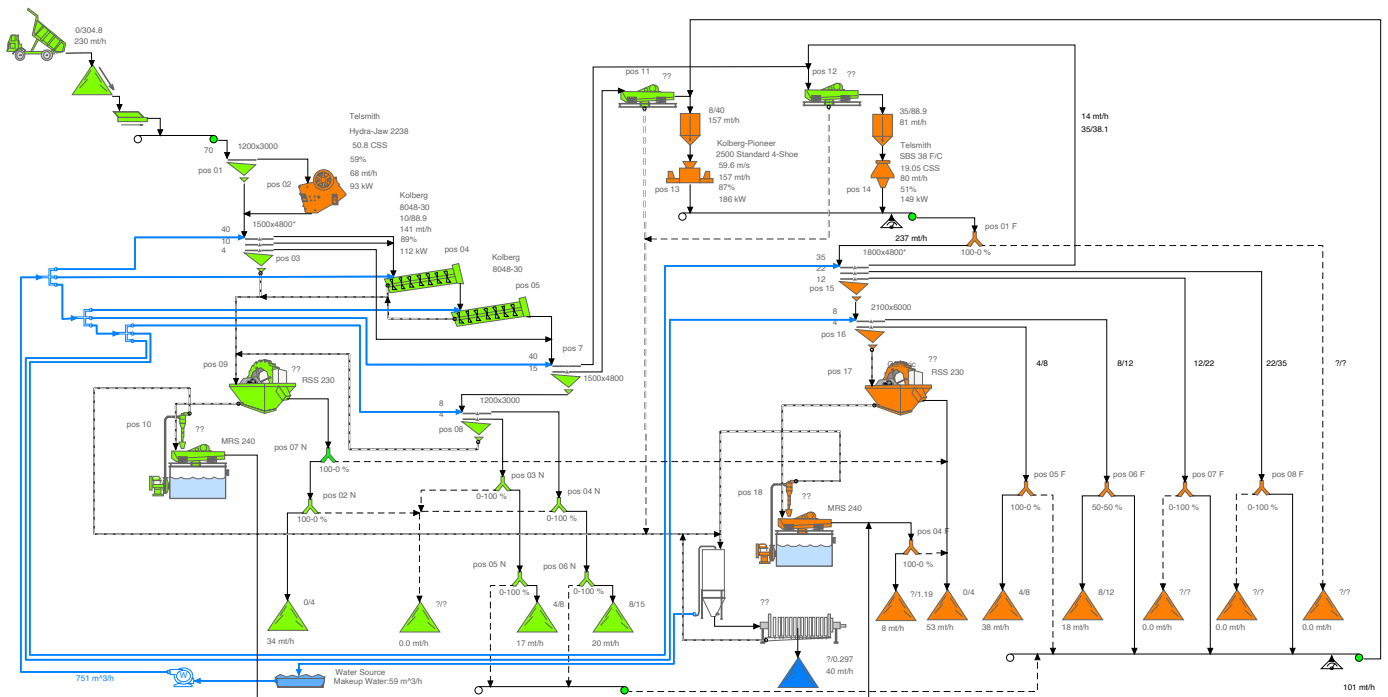 0/304.8
230 mt/h
70
pos 01
1200x3000
pos 02
Telsmith
Hydra-Jaw 2238
50.8 CSS
59%
68 mt/h
93 kW
1500x4800*
40
10
4
pos 03
Kolberg
8048-30
10/88.9
141 mt/h
89%
112 kW
pos 04
Kolberg
8048-30
pos 05
pos 7
40
15
1500x4800
1200x3000
8
4
pos 08
pos 09
??
RSS 230
pos 10
??
MRS 240
pos 07 N
100-0 %
pos 02 N
100-0 %
pos 03 N
0-100 %
pos 04 N
0-100 %
pos 05 N
0-100 %
pos 06 N
0-100 %
0/4
34 mt/h
?/?
0.0 mt/h
4/8
17 mt/h
8/15
20 mt/h
pos 11
??
pos 12
??
8/40
157 mt/h
Kolberg-Pioneer
2500 Standard 4-Shoe
59.6 m/s
157 mt/h
87%
186 kW
pos 13
35/88.9
81 mt/h
Telsmith
SBS 38 F/C
19.05 CSS
80 mt/h
51%
149 kW
pos 14
14 mt/h
35/38.1
237 mt/h
pos 01 F
100-0 %
1800x4800*
35
22
12
pos 15
2100x6000
8
4
pos 16
pos 17
??
RSS 230
4/8
8/12
12/22
22/35
?/?
pos 18
??
MRS 240
pos 04 F
100-0 %
pos 05 F
100-0 %
pos 06 F
50-50 %
pos 07 F
0-100 %
pos 08 F
0-100 %
?/1.19
8 mt/h
0/4
53 mt/h
4/8
38 mt/h
8/12
18 mt/h
?/?
0.0 mt/h
?/?
0.0 mt/h
?/?
0.0 mt/h
??
?/0.297
40 mt/h
W
751 m^3/h
Water Source
Makeup Water:59 m^3/h
101 mt/h